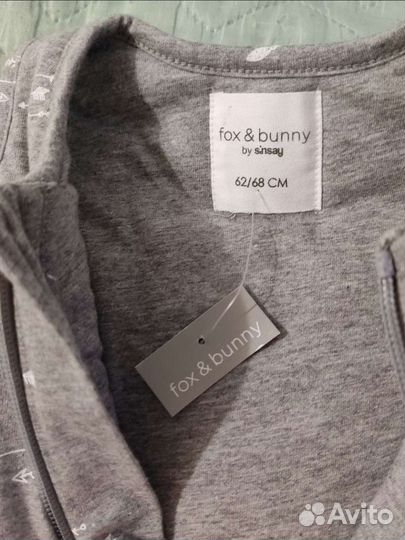 fox & bunny
by sinsay
62/68 CM
fox & bunny
Avito